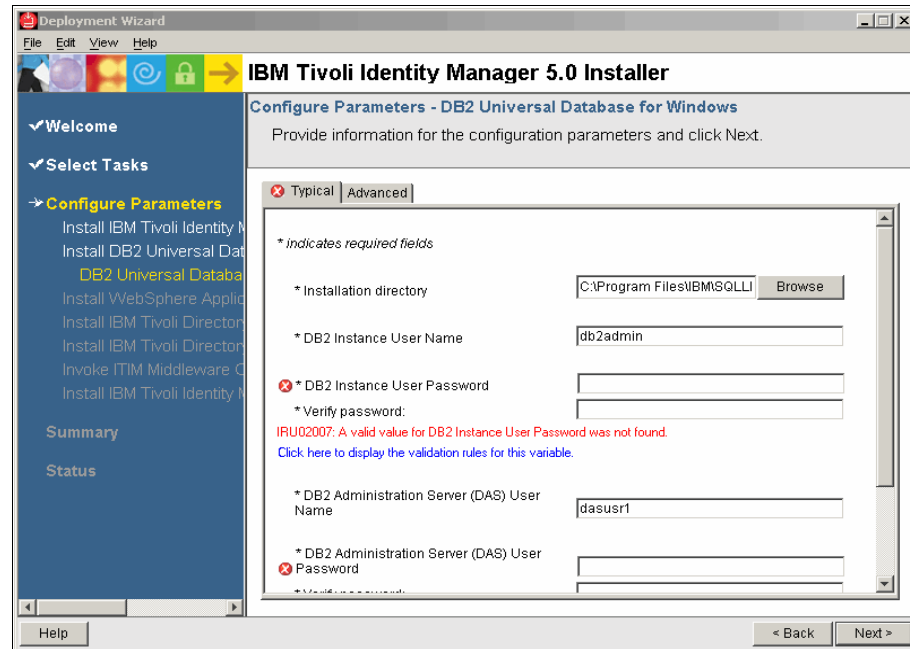 Deployment Wizard
File Edit View Help
IBM Tivoli Identity Manager 5.0 Installer
Welcome
Select Tasks
Configure Parameters
Install IBM Tivoli Identity M
Install DB2 Universal Dat
DB2 Universal Databa
Install WebSphere Applic
Install IBM Tivoli Director
Install IBM Tivoli Director
Invoke ITIM Middleware C
Install IBM Tivoli Identity M
Summary
Status
Configure Parameters - DB2 Universal Database for Windows
Provide information for the configuration parameters and click Next.
Typical Advanced
* indicates required fields
* Installation directory C:\Program Files\IBM\SQLLI Browse
* DB2 Instance User Name db2admin
* DB2 Instance User Password
* Verify password:
IRU02007: A valid value for DB2 Instance User Password was not found.
Click here to display the validation rules for this variable.
* DB2 Administration Server (DAS) User
Name dasusr1
* DB2 Administration Server (DAS) User
Password
Help < Back Next >